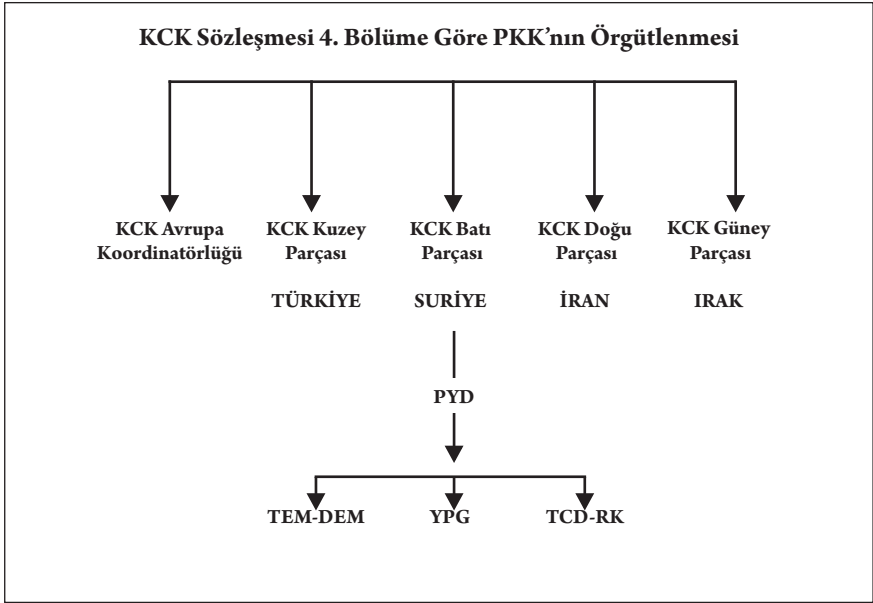 KCK Sözleşmesi 4. Bölüme Göre PKK'nın Örgütlenmesi
KCK Avrupa
Koordinatörlüğü
KCK Kuzey
Parçası
TÜRKİYE
KCK Batı
Parçası
SURİYE
KCK Doğu
Parçası
İRAN
KCK Güney
Parçası
IRAK
PYD
TEM-DEM
YPG
TCD-RK